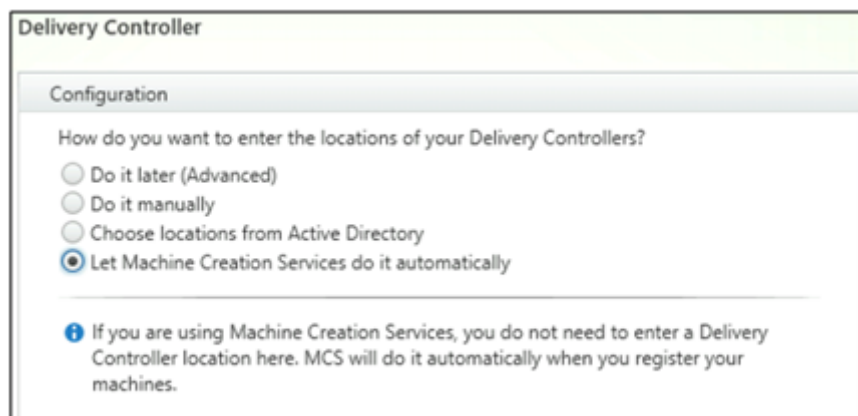 Delivery Controller
Configuration
How do you want to enter the locations of your Delivery Controllers?
Do it later (Advanced)
Do it manually
Choose locations from Active Directory
Let Machine Creation Services do it automatically
If you are using Machine Creation Services, you do not need to enter a Delivery
Controller location here. MCS will do it automatically when you register your
machines.